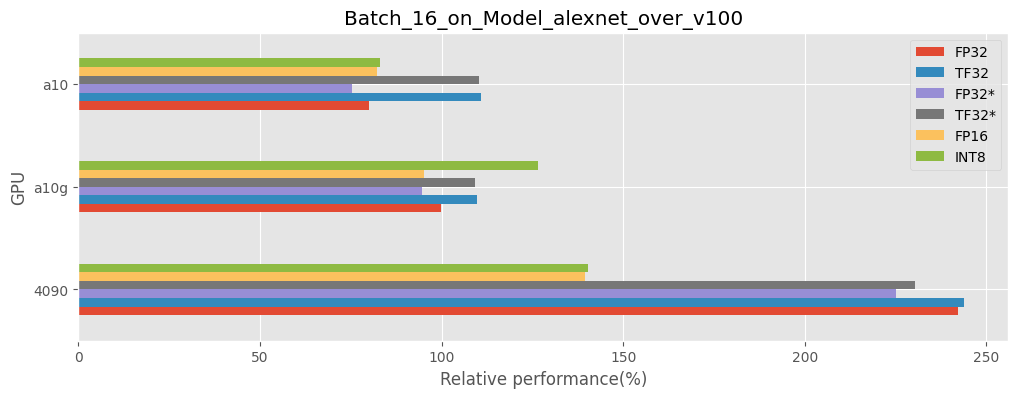 Batch_16_on_Model_alexnet_over_v100
FP32
TF32
FP32*
TF32*
FP16
INT8
GPU
a10
a10g
4090
0 50 100 150 200 250
Relative performance(%)